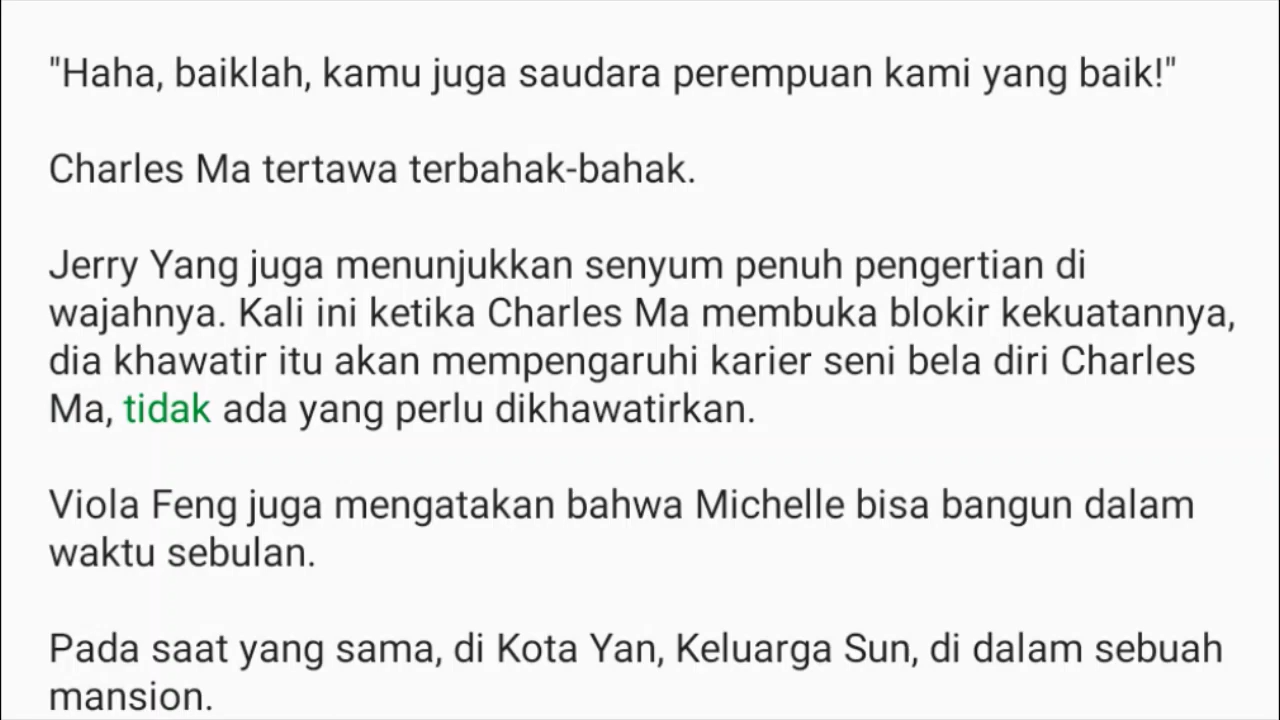 "Haha, baiklah, kamu juga saudara perempuan kami yang baik!"
Charles Ma tertawa terbahak-bahak.
Jerry Yang juga menunjukkan senyum penuh pengertian di
wajahnya. Kali ini ketika Charles Ma membuka blokir kekuatannya,
dia khawatir itu akan mempengaruhi karier seni bela diri Charles
Ma, tidak ada yang perlu dikhawatirkan.
Viola Feng juga mengatakan bahwa Michelle bisa bangun dalam
waktu sebulan.
Pada saat yang sama, di Kota Yan, Keluarga Sun, di dalam sebuah
mansion.